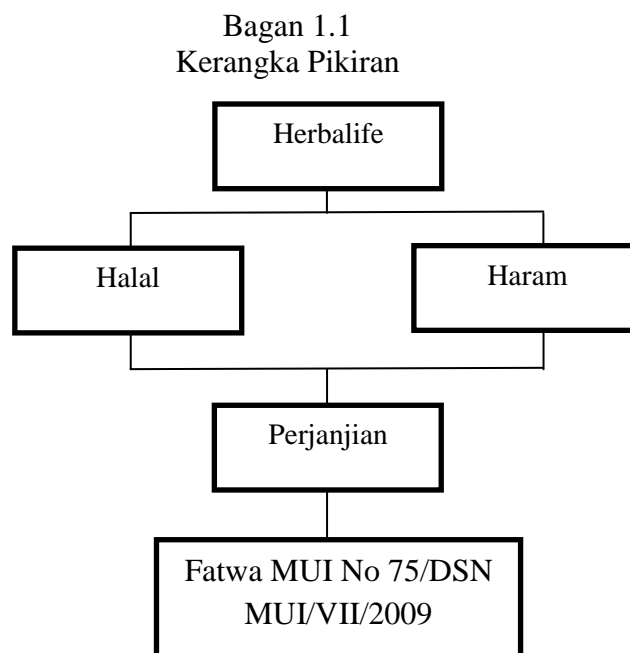 Bagan 1.1
Kerangka Pikiran
Herbalife
Halal
Haram
Perjanjian
Fatwa MUI No 75/DSN
MUI/VII/2009